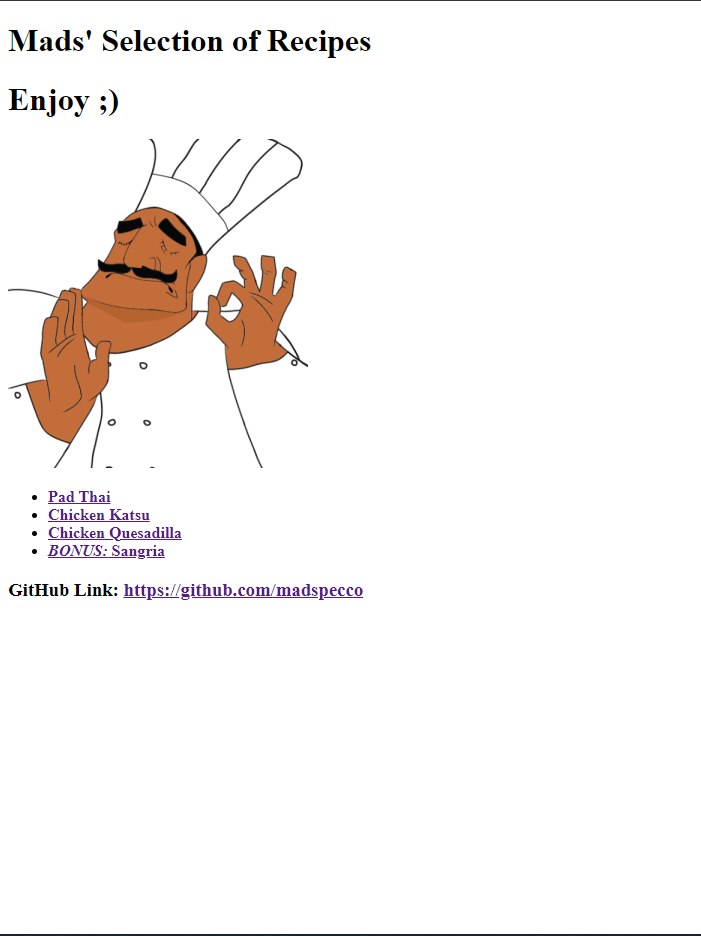 Mads' Selection of Recipes
Enjoy ;)
Pad Thai
Chicken Katsu
Chicken Quesadilla
BONUS: Sangria
GitHub Link: https://github.com/madspecco